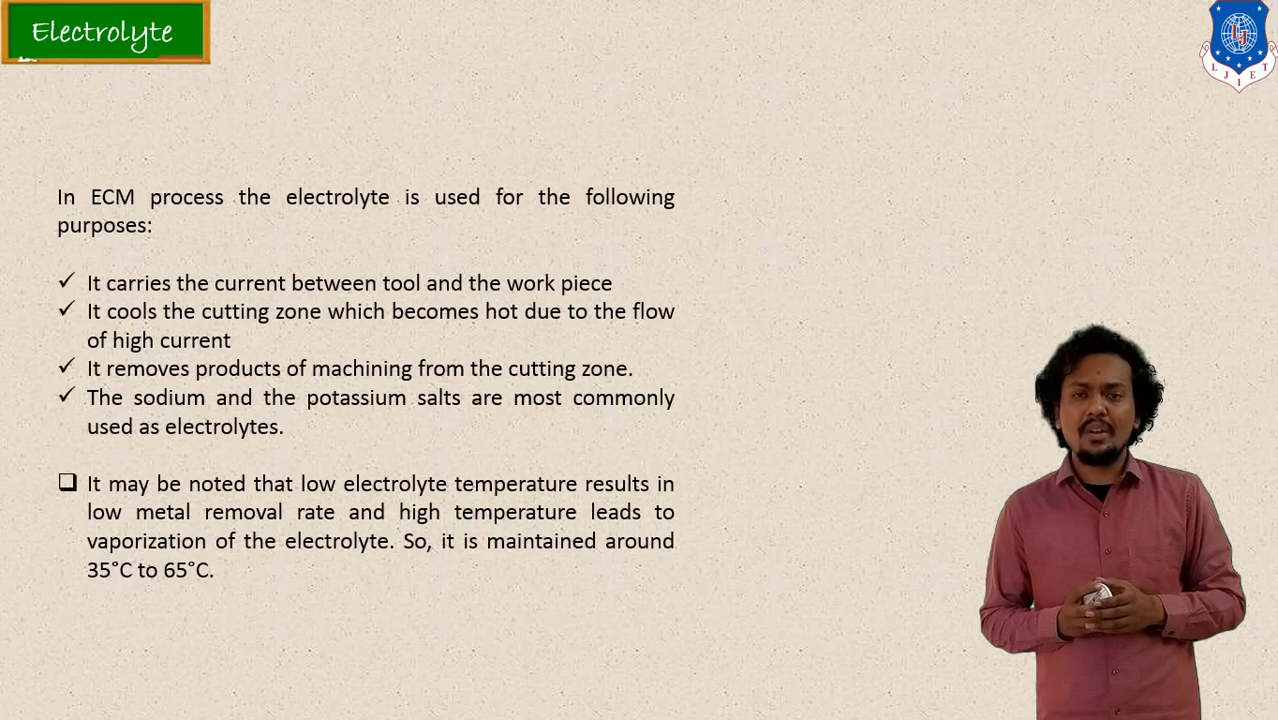 Electrolyte
LJIET
In ECM process the electrolyte is used for the following
purposes:
✓ It carries the current between tool and the work piece
✓ It cools the cutting zone which becomes hot due to the flow
of high current
✓ It removes products of machining from the cutting zone.
✓ The sodium and the potassium salts are most commonly
used as electrolytes.
❑ It may be noted that low electrolyte temperature results in
low metal removal rate and high temperature leads to
vaporization of the electrolyte. So, it is maintained around
35°C to 65°C.